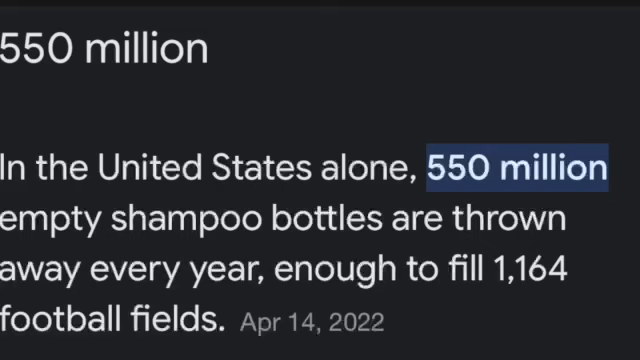 550 million
In the United States alone, 550 million
empty shampoo bottles are thrown
away every year, enough to fill 1,164
football fields. Apr 14, 2022